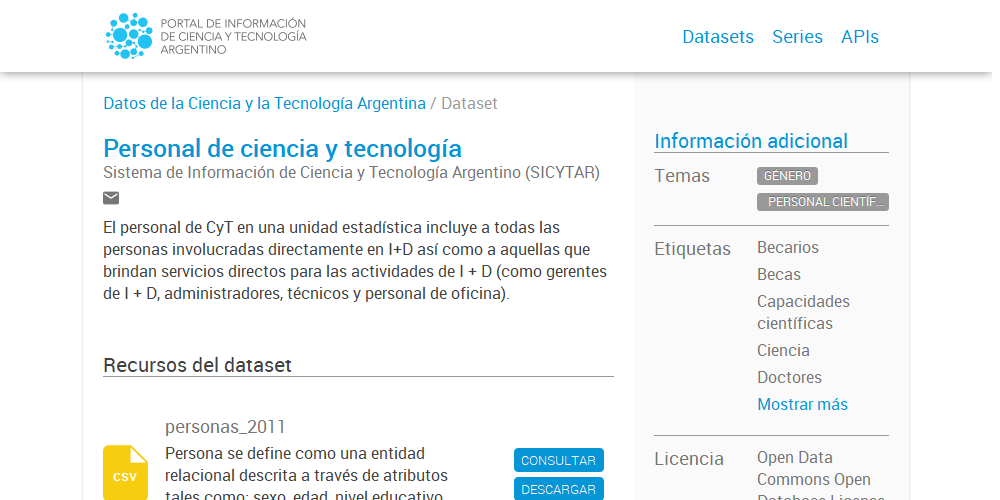 PORTAL DE INFORMACIÓN
DE CIENCIA Y TECNOLOGÍA
ARGENTINO
Datasets Series APIs
Datos de la Ciencia y la Tecnología Argentina / Dataset
Personal de ciencia y tecnología
Sistema de Información de Ciencia y Tecnología Argentino (SICYTAR)
El personal de CyT en una unidad estadística incluye a todas las
personas involucradas directamente en I+D así como a aquellas que
brindan servicios directos para las actividades de I + D (como gerentes
de I + D, administradores, técnicos y personal de oficina).
Recursos del dataset
personas_2011
CSV
Persona se define como una entidad
relacional descrita a través de atributos
tales como: sexo, edad, nivel educativo
CONSULTAR
DESCARGAR
Información adicional
Temas
GÉNERO
PERSONAL CIENTÍF...
Etiquetas
Becarios
Becas
Capacidades
científicas
Ciencia
Doctores
Mostrar más
Licencia
Open Data
Commons Open
Database License